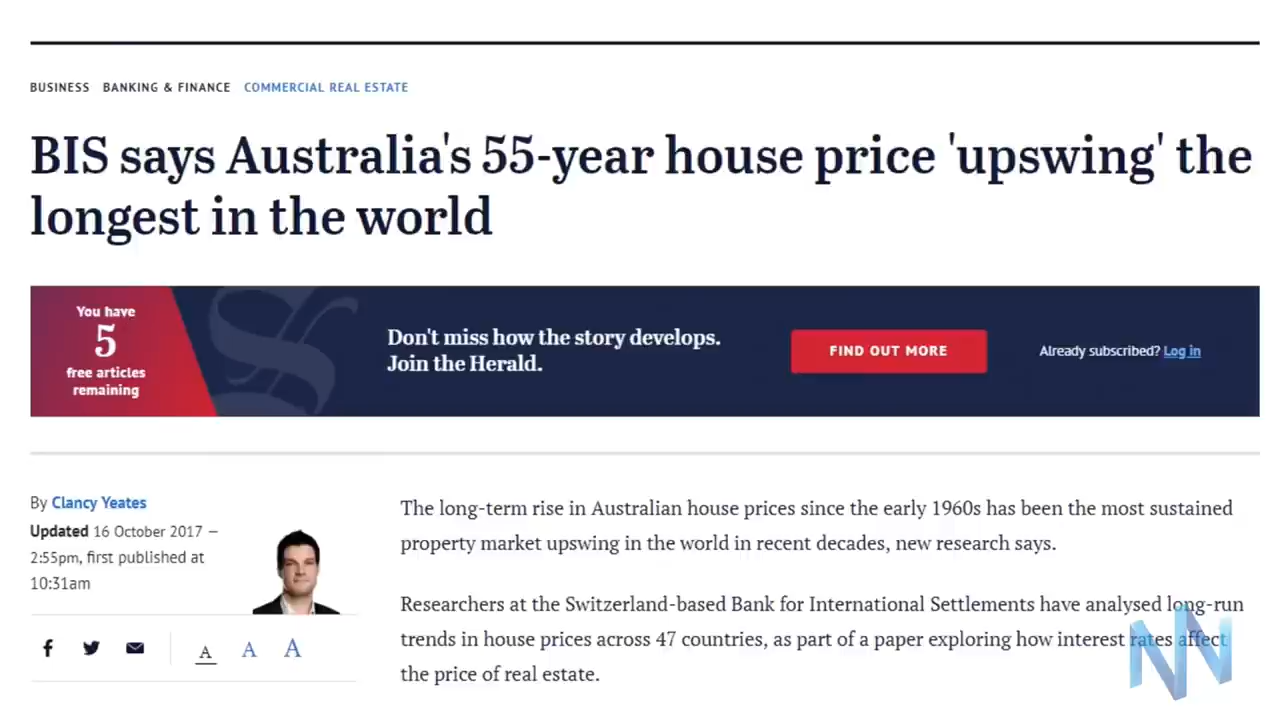 BUSINESS BANKING & FINANCE COMMERCIAL REAL ESTATE
BIS says Australia's 55-year house price 'upswing' the
longest in the world
You have
5
free articles
remaining
Don't miss how the story develops.
Join the Herald.
FIND OUT MORE
Already subscribed? Log in
By Clancy Yeates
Updated 16 October 2017 —
2:55pm, first published at
10:31am
A A A
The long-term rise in Australian house prices since the early 1960s has been the most sustained
property market upswing in the world in recent decades, new research says.
Researchers at the Switzerland-based Bank for International Settlements have analysed long-run
trends in house prices across 47 countries, as part of a paper exploring how interest rates affect
the price of real estate.
NN